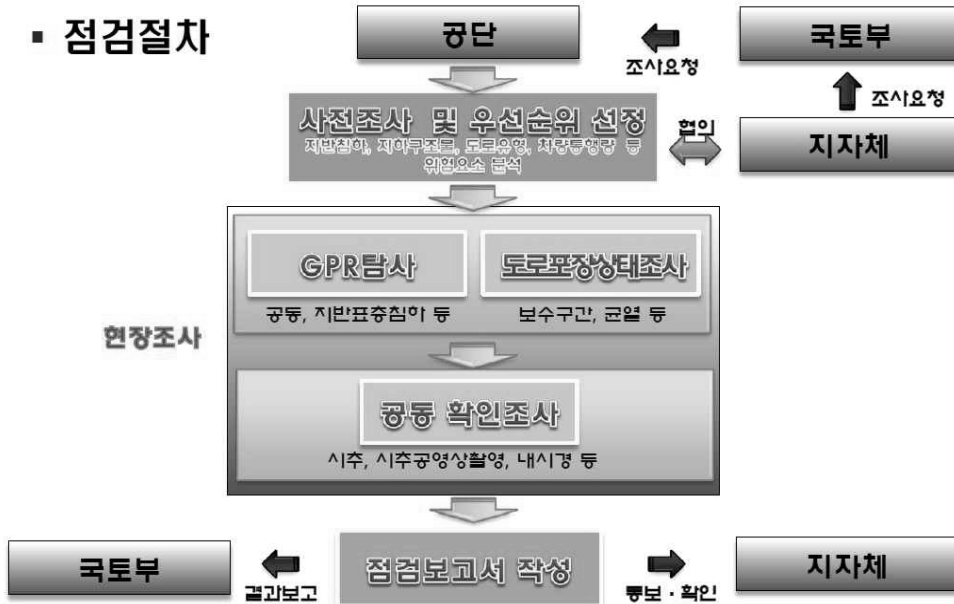 ▪ 점검절차
공단
국토부
조사요청
조사요청
사전조사 및 우선순위 선정
지반침하, 지하구조물, 도로유형, 차량통행량 등
위험요소 분석
협의
지자체
현장조사
GPR탐사
도로포장상태조사
공동, 지반표층침하 등
보수구간, 균열 등
공동 확인조사
시추, 시추공영상촬영, 내시경 등
국토부
결과보고
점검보고서 작성
통보 · 확인
지자체